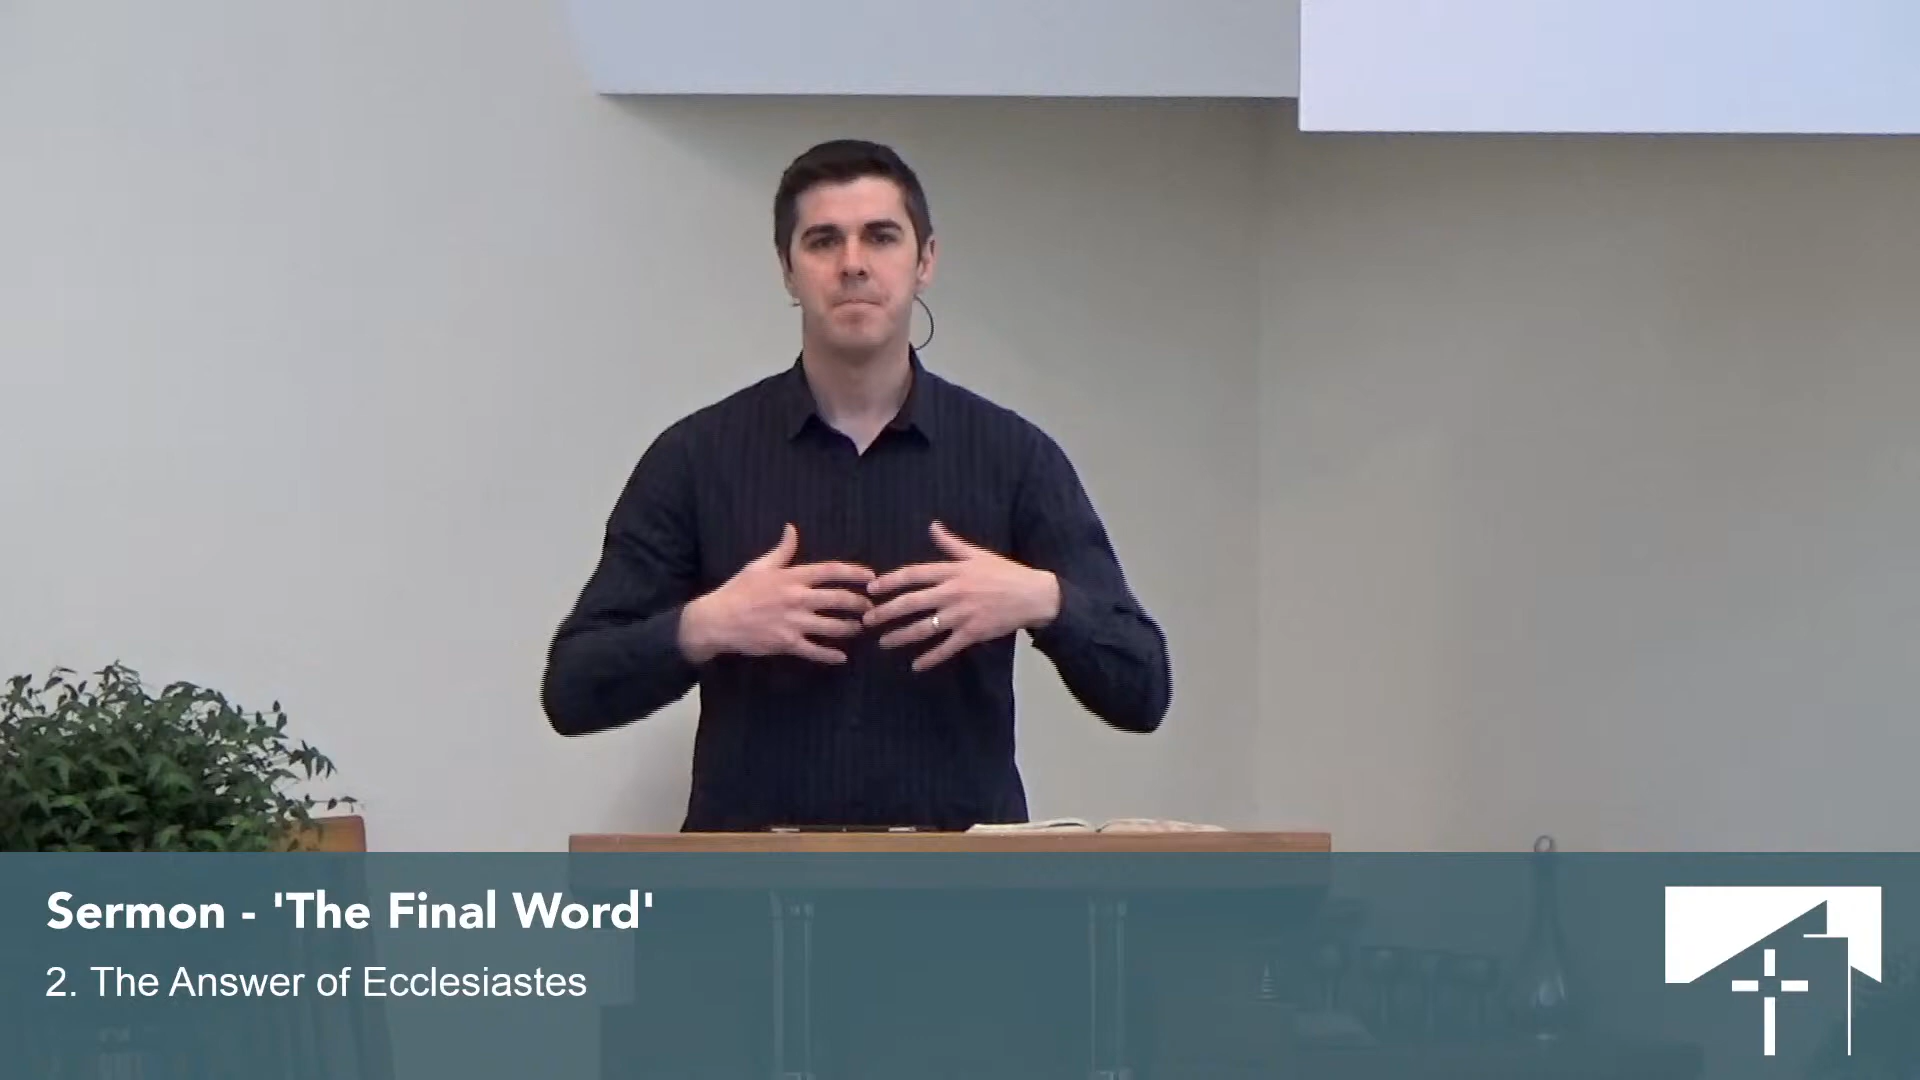 Sermon - 'The Final Word'
2. The Answer of Ecclesiastes